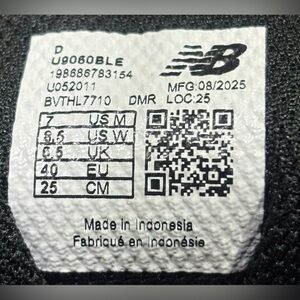 D
U9060BLE
198686783154
U052011
BVTHL7710 DMR
NB
MFG:08/2025
LOC:25
7 US M
8.5 US W
6.5 UK
40 EU
25 CM
Made in Indonesia
Fabriqué en Indonésie